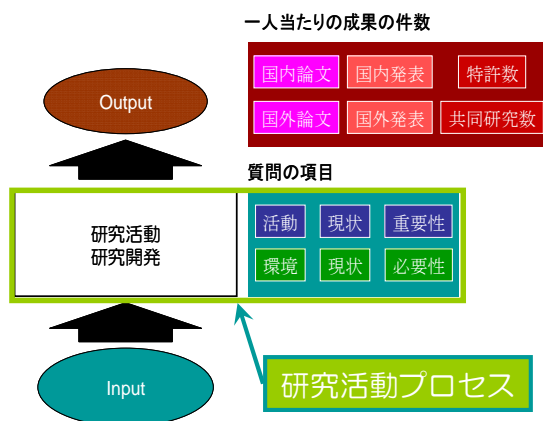 一人当たりの成果の件数
国内論文 国内発表 特許数
Output
国外論文 国外発表 共同研究数
質問の項目
活動 現状 重要性
研究活動
研究開発
環境 現状 必要性
研究活動プロセス
Input